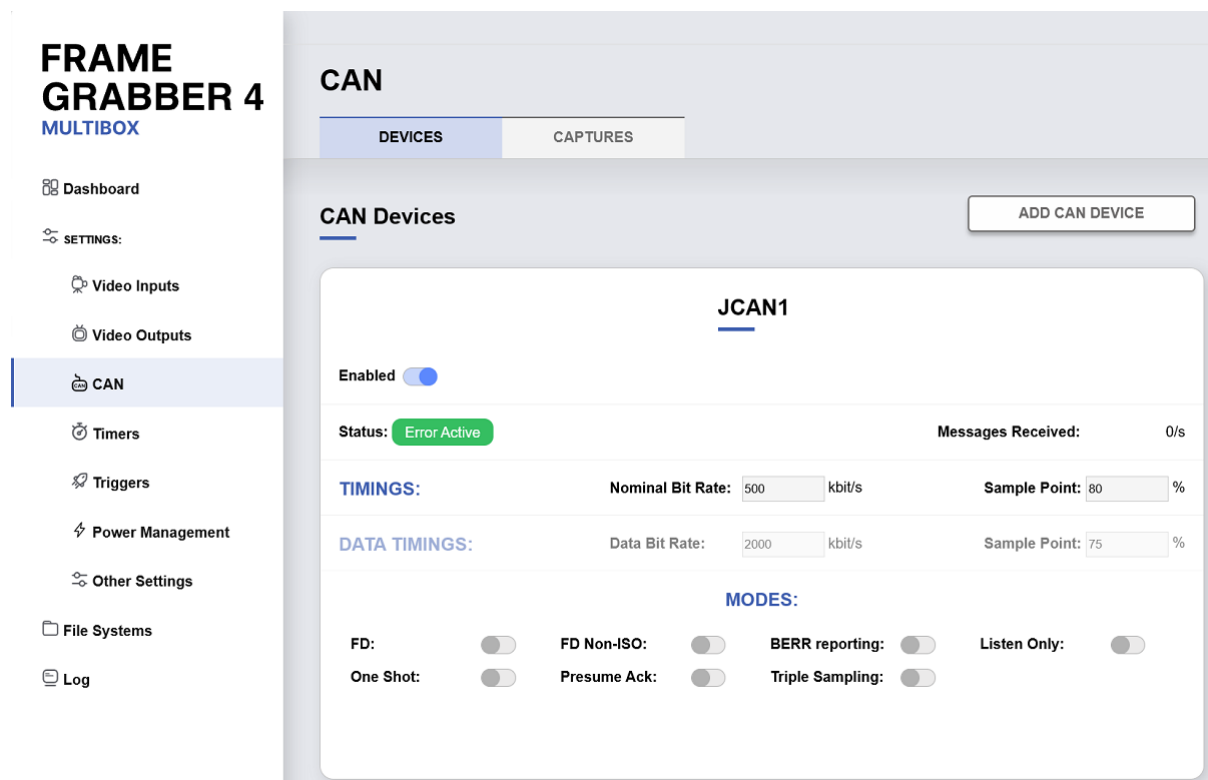 FRAME
GRABBER 4
MULTIBOX
Dashboard
SETTINGS:
Video Inputs
Video Outputs
CAN
CAN
Timers
Triggers
Power Management
Other Settings
File Systems
Log
CAN
DEVICES CAPTURES
CAN Devices ADD CAN DEVICE
JCAN1
Enabled
Status: Error Active Messages Received: 0/s
TIMINGS: Nominal Bit Rate: 500 kbit/s Sample Point: 80 %
DATA TIMINGS: Data Bit Rate: 2000 kbit/s Sample Point: 75 %
MODES:
FD: FD Non-ISO: BERR reporting: Listen Only:
One Shot: Presume Ack: Triple Sampling: